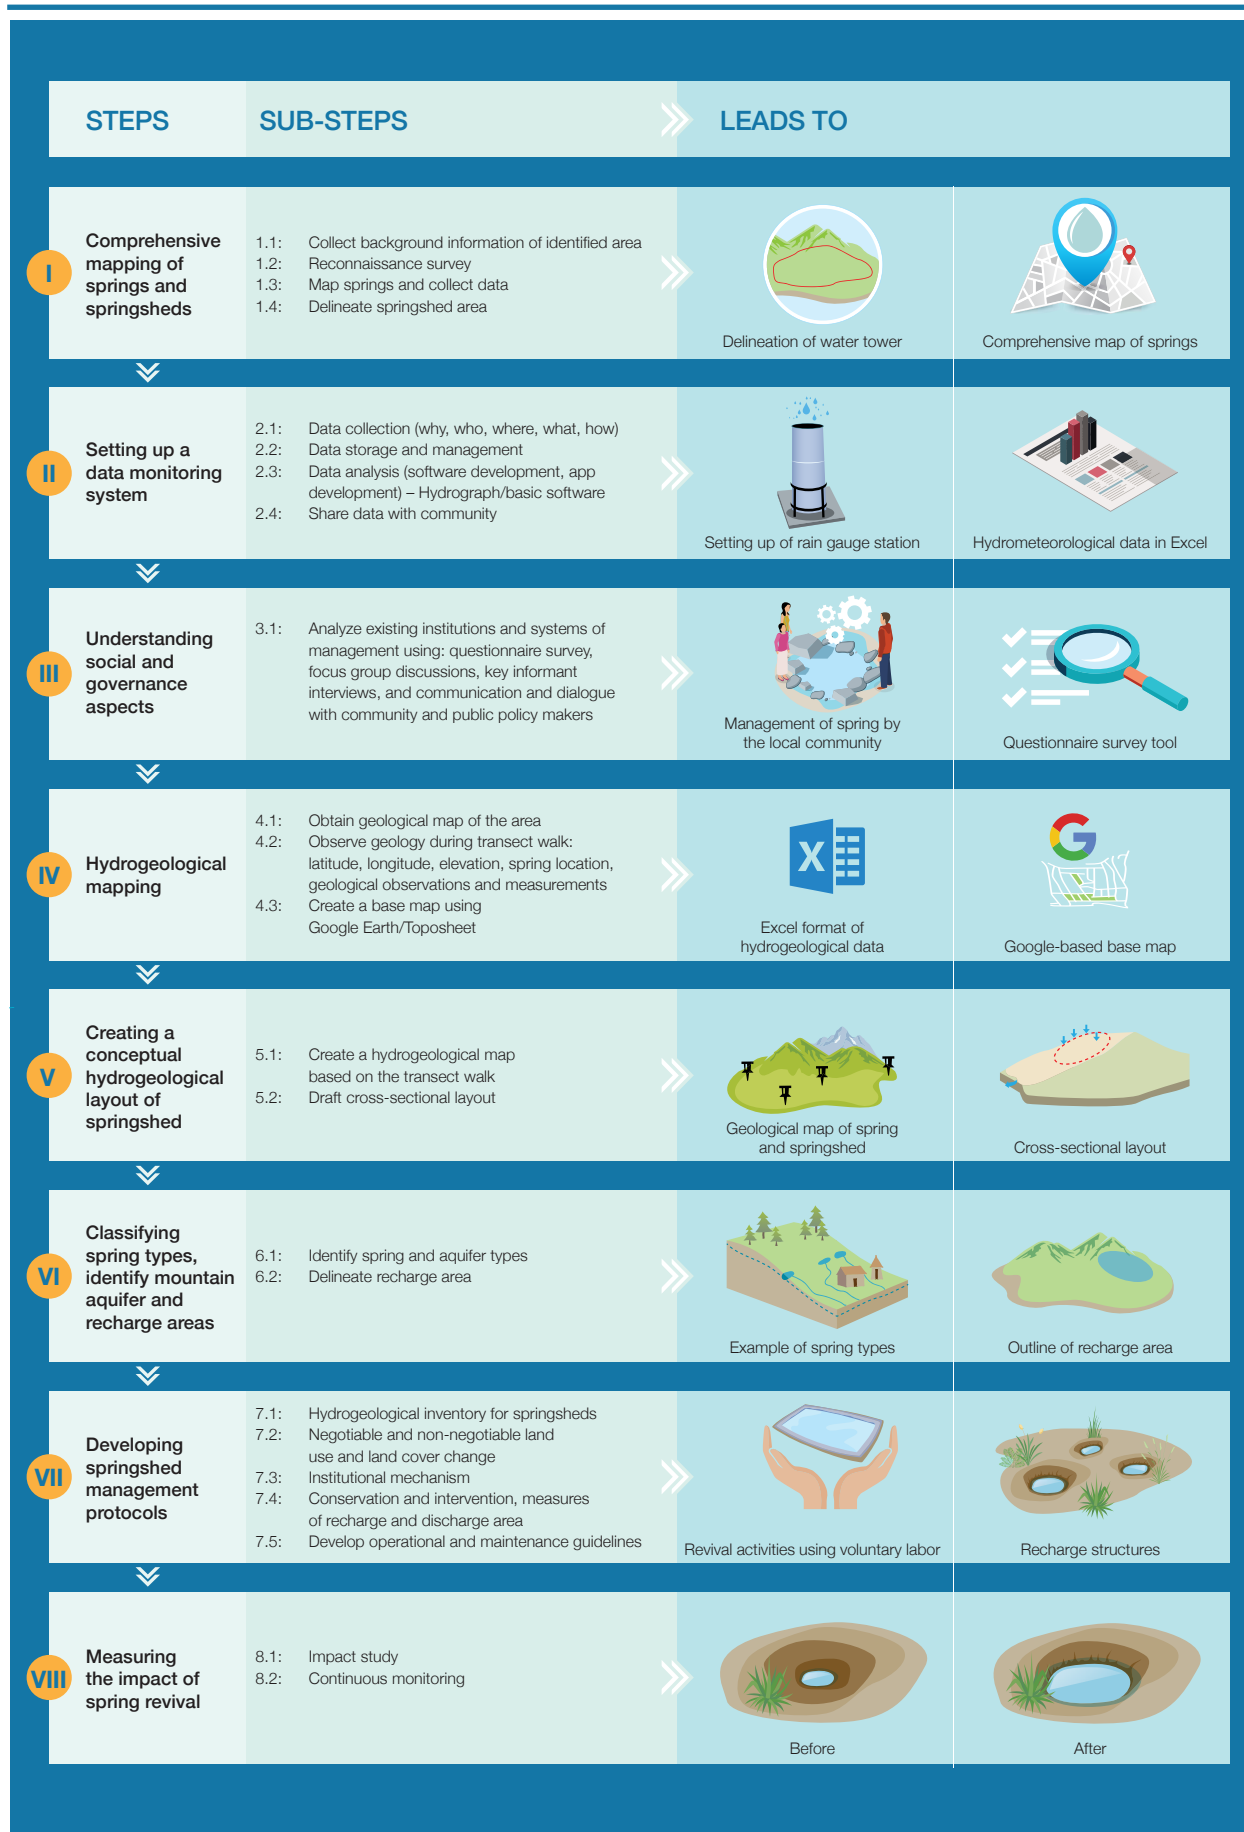 STEPS
SUB-STEPS
LEADS TO
I
Comprehensive
mapping of
springs and
springsheds
1.1: Collect background information of identified area
1.2: Reconnaissance survey
1.3: Map springs and collect data
1.4: Delineate springshed area
Delineation of water tower
Comprehensive map of springs
II
Setting up a
data monitoring
system
2.1: Data collection (why, who, where, what, how)
2.2: Data storage and management
2.3: Data analysis (software development, app
development) – Hydrograph/basic software
2.4: Share data with community
Setting up of rain gauge station
Hydrometeorological data in Excel
III
Understanding
social and
governance
aspects
3.1: Analyze existing institutions and systems of
management using: questionnaire survey,
focus group discussions, key informant
interviews, and communication and dialogue
with community and public policy makers
Management of spring by
the local community
Questionnaire survey tool
IV
Hydrogeological
mapping
4.1: Obtain geological map of the area
4.2: Observe geology during transect walk:
latitude, longitude, elevation, spring location,
geological observations and measurements
4.3: Create a base map using
Google Earth/Toposheet
X
Excel format of
hydrogeological data
G
Google-based base map
V
Creating a
conceptual
hydrogeological
layout of
springshed
5.1: Create a hydrogeological map
based on the transect walk
5.2: Draft cross-sectional layout
Geological map of spring
and springshed
Cross-sectional layout
VI
Classifying
spring types,
identify mountain
aquifer and
recharge areas
6.1: Identify spring and aquifer types
6.2: Delineate recharge area
Example of spring types
Outline of recharge area
VII
Developing
springshed
management
protocols
7.1: Hydrogeological inventory for springsheds
7.2: Negotiable and non-negotiable land
use and land cover change
7.3: Institutional mechanism
7.4: Conservation and intervention, measures
of recharge and discharge area
7.5: Develop operational and maintenance guidelines
Revival activities using voluntary labor
Recharge structures
VIII
Measuring
the impact of
spring revival
8.1: Impact study
8.2: Continuous monitoring
Before
After